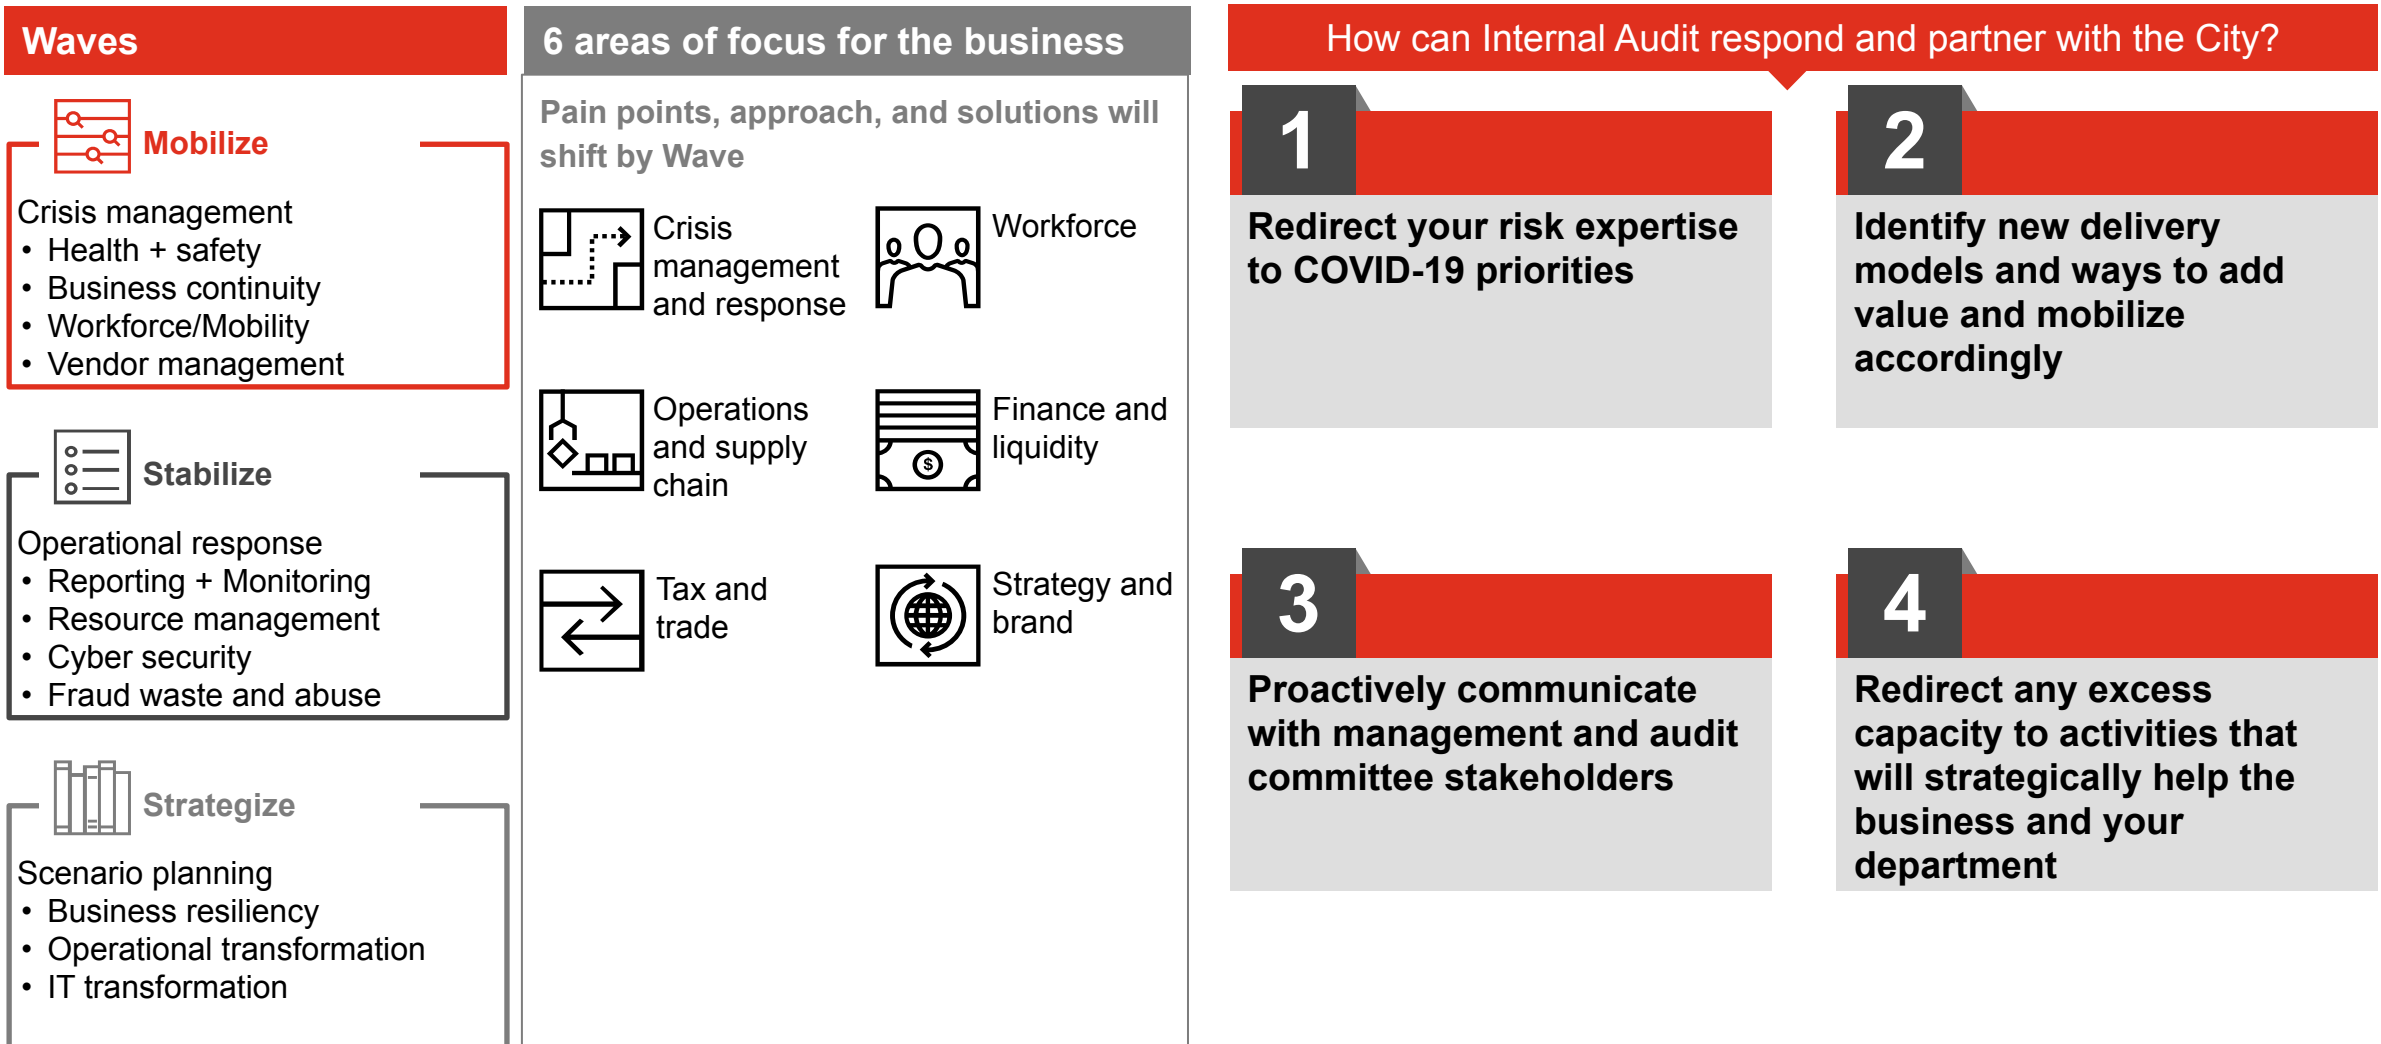 Waves
Mobilize
Crisis management
• Health + safety
• Business continuity
• Workforce/Mobility
• Vendor management
Stabilize
Operational response
• Reporting + Monitoring
• Resource management
• Cyber security
• Fraud waste and abuse
Strategize
Scenario planning
• Business resiliency
• Operational transformation
• IT transformation
6 areas of focus for the business
Pain points, approach, and solutions will
shift by Wave
Crisis
management
and response
Workforce
Operations
and supply
chain
Finance and
liquidity
$
Tax and
trade
Strategy and
brand
How can Internal Audit respond and partner with the City?
1
Redirect your risk expertise
to COVID-19 priorities
2
Identify new delivery
models and ways to add
value and mobilize
accordingly
3
Proactively communicate
with management and audit
committee stakeholders
4
Redirect any excess
capacity to activities that
will strategically help the
business and your
department